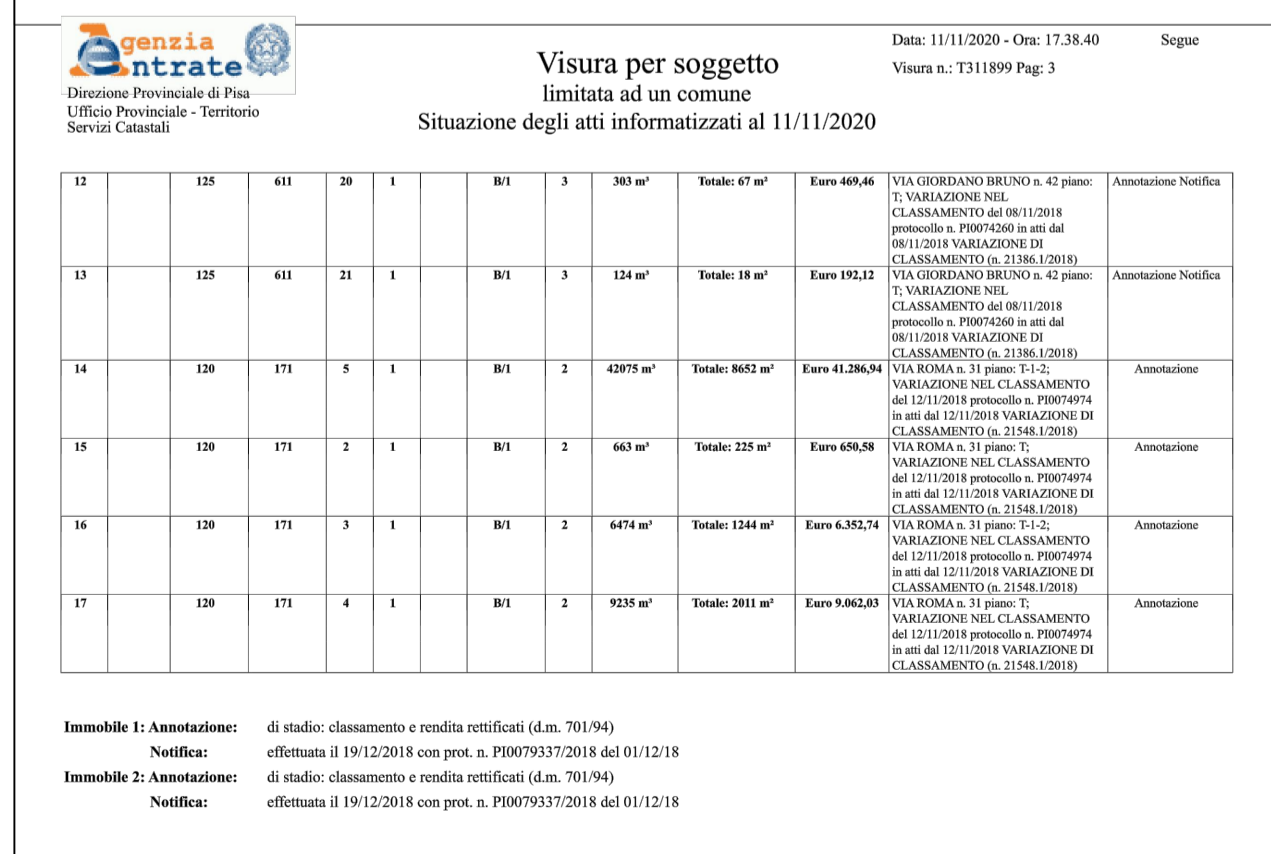 Agenzia
Entrate
Direzione Provinciale di Pisa
Ufficio Provinciale - Territorio
Servizi Catastali
Visura per soggetto
limitata ad un comune
Situazione degli atti informatizzati al 11/11/2020
Data: 11/11/2020 - Ora: 17.38.40 Segue
Visura n.: T311899 Pag: 3
12 125 611 20 1 B/1 3 303 m³ Totale: 67 m² Euro 469,46 VIA GIORDANO BRUNO n. 42 piano: Annotazione Notifica
T; VARIAZIONE NEL
CLASSAMENTO del 08/11/2018
protocollo n. PI0074260 in atti dal
08/11/2018 VARIAZIONE DI
CLASSAMENTO (n. 21386.1/2018)
13 125 611 21 1 B/1 3 124 m³ Totale: 18 m² Euro 192,12 VIA GIORDANO BRUNO n. 42 piano: Annotazione Notifica
T; VARIAZIONE NEL
CLASSAMENTO del 08/11/2018
protocollo n. PI0074260 in atti dal
08/11/2018 VARIAZIONE DI
CLASSAMENTO (n. 21386.1/2018)
14 120 171 5 1 B/1 2 42075 m³ Totale: 8652 m² Euro 41.286,94 VIA ROMA n. 31 piano: T-1-2; Annotazione
VARIAZIONE NEL CLASSAMENTO
del 12/11/2018 protocollo n. PI0074974
in atti dal 12/11/2018 VARIAZIONE DI
CLASSAMENTO (n. 21548.1/2018)
15 120 171 2 1 B/1 2 663 m³ Totale: 225 m² Euro 650,58 VIA ROMA n. 31 piano: T; Annotazione
VARIAZIONE NEL CLASSAMENTO
del 12/11/2018 protocollo n. PI0074974
in atti dal 12/11/2018 VARIAZIONE DI
CLASSAMENTO (n. 21548.1/2018)
16 120 171 3 1 B/1 2 6474 m³ Totale: 1244 m² Euro 6.352,74 VIA ROMA n. 31 piano: T-1-2; Annotazione
VARIAZIONE NEL CLASSAMENTO
del 12/11/2018 protocollo n. PI0074974
in atti dal 12/11/2018 VARIAZIONE DI
CLASSAMENTO (n. 21548.1/2018)
17 120 171 4 1 B/1 2 9235 m³ Totale: 2011 m² Euro 9.062,03 VIA ROMA n. 31 piano: T; Annotazione
VARIAZIONE NEL CLASSAMENTO
del 12/11/2018 protocollo n. PI0074974
in atti dal 12/11/2018 VARIAZIONE DI
CLASSAMENTO (n. 21548.1/2018)
Immobile 1: Annotazione: di stadio: classamento e rendita rettificati (d.m. 701/94)
Notifica: effettuata il 19/12/2018 con prot. n. PI0079337/2018 del 01/12/18
Immobile 2: Annotazione: di stadio: classamento e rendita rettificati (d.m. 701/94)
Notifica: effettuata il 19/12/2018 con prot. n. PI0079337/2018 del 01/12/18